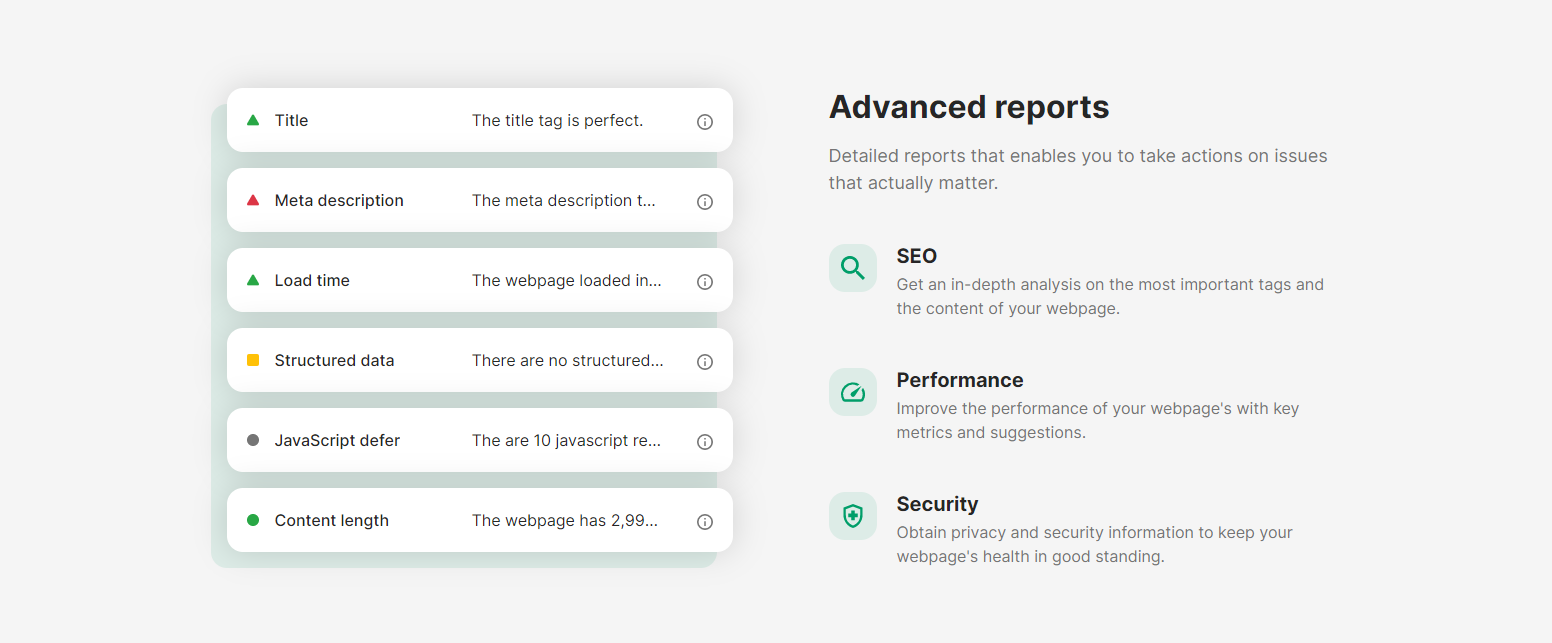 Title The title tag is perfect.
Meta description The meta description t...
Load time The webpage loaded in...
Structured data There are no structured...
JavaScript defer The are 10 javascript re...
Content length The webpage has 2,99...
Advanced reports
Detailed reports that enables you to take actions on issues
that actually matter.
SEO
Get an in-depth analysis on the most important tags and
the content of your webpage.
Performance
Improve the performance of your webpage's with key
metrics and suggestions.
Security
Obtain privacy and security information to keep your
webpage's health in good standing.